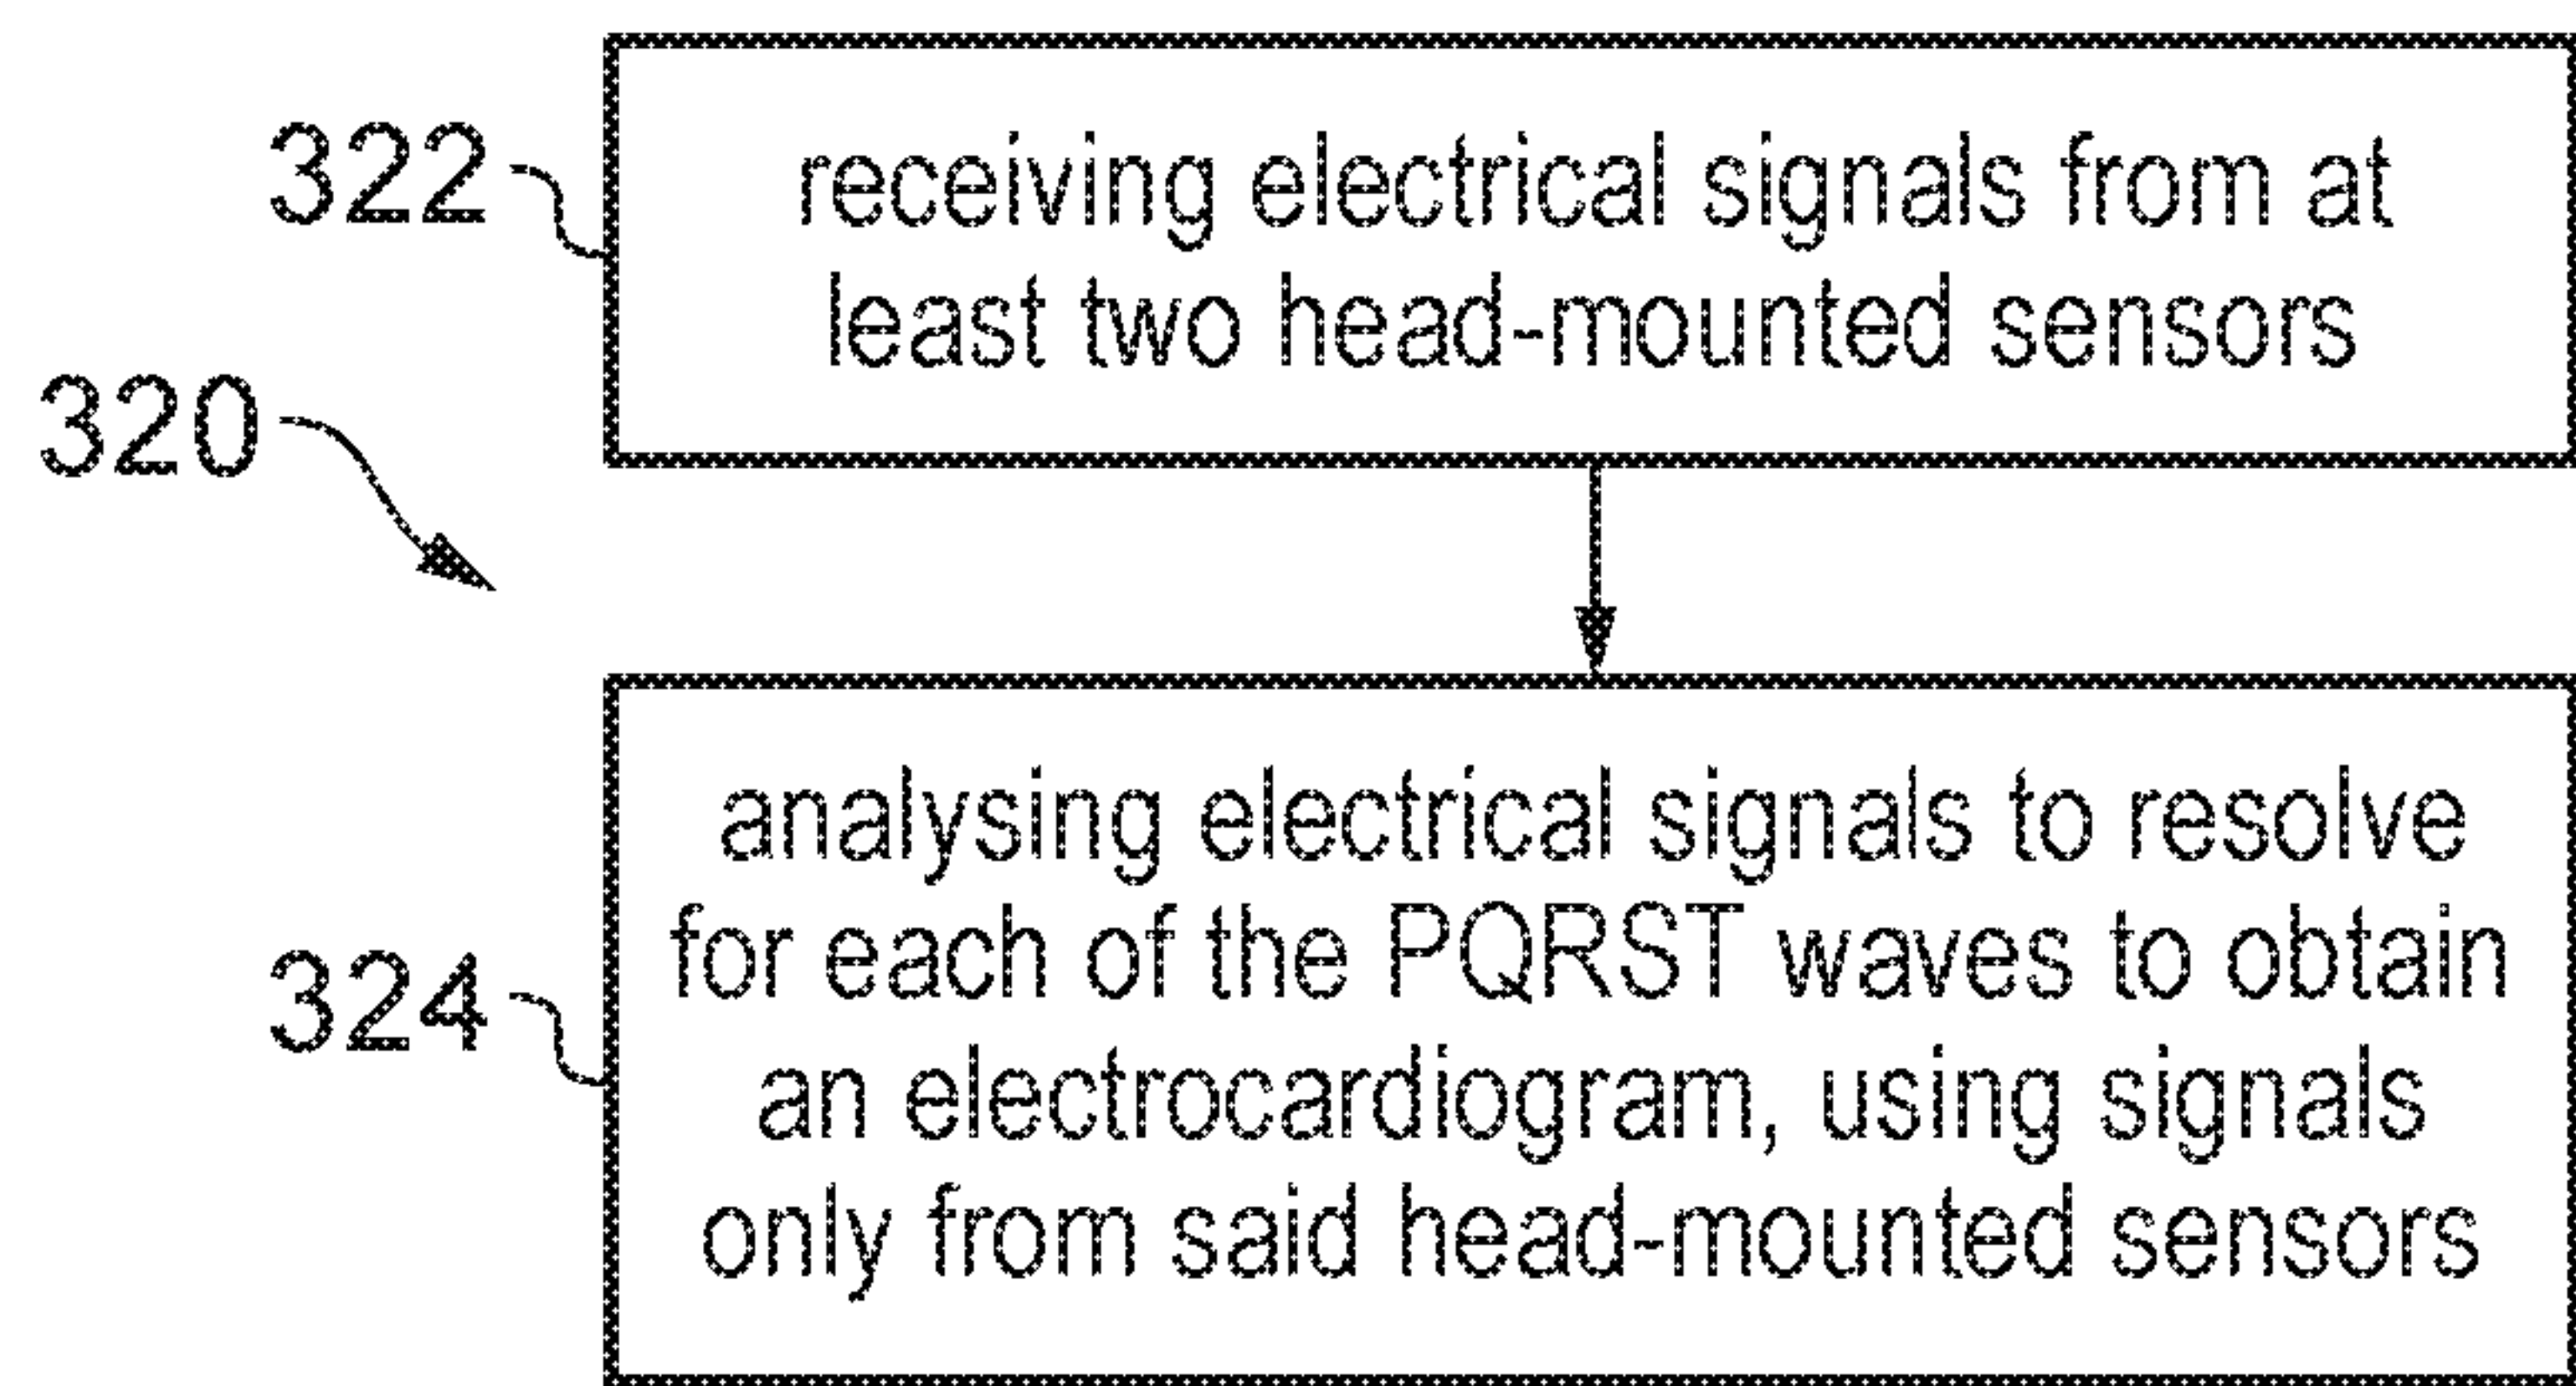 322
receiving electrical signals from at
least two head-mounted sensors
320
324
analysing electrical signals to resolve
for each of the PQRST waves to obtain
an electrocardiogram, using signals
only from said head-mounted sensors